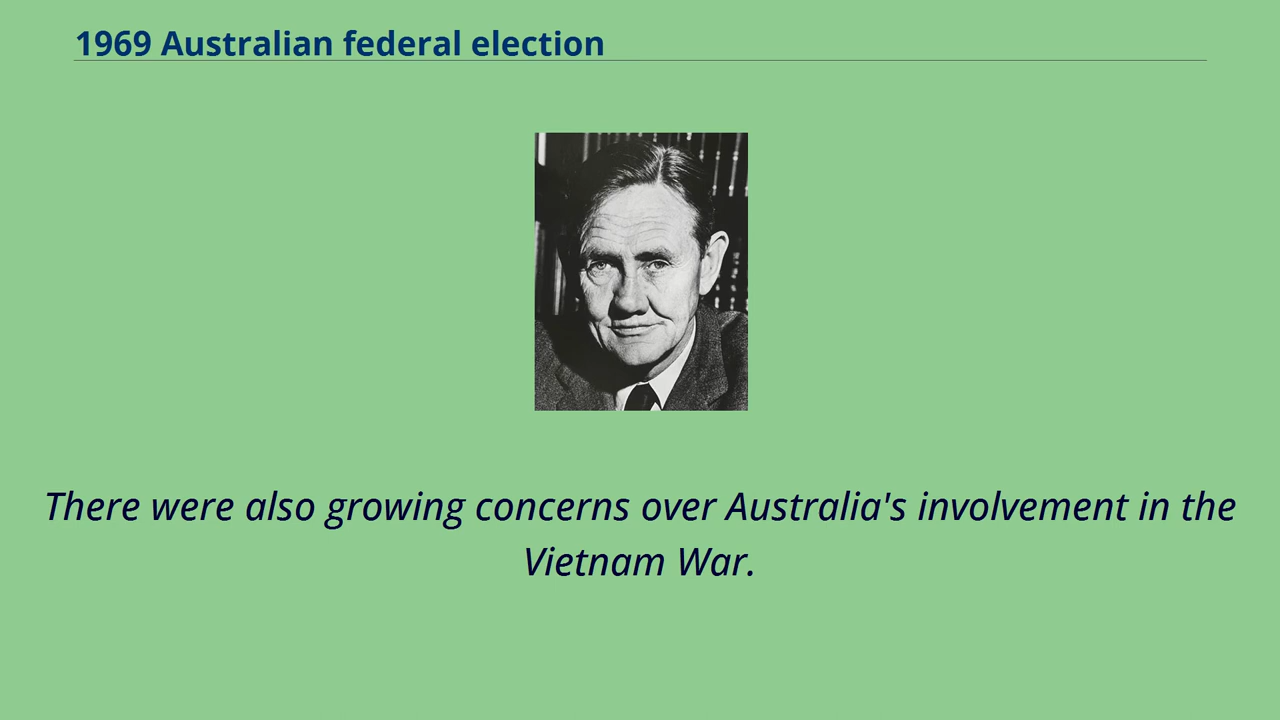 1969 Australian federal election
There were also growing concerns over Australia's involvement in the
Vietnam War.